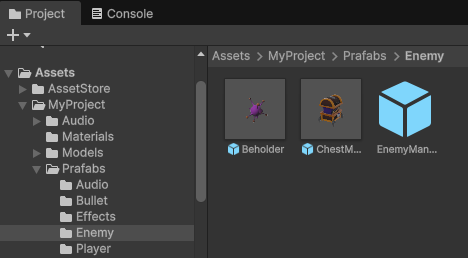 Project
Console
Assets > MyProject > Prafabs > Enemy
Assets
AssetStore
MyProject
Audio
Materials
Models
Prafabs
Audio
Bullet
Effects
Enemy
Player
Beholder
ChestM...
EnemyMan...